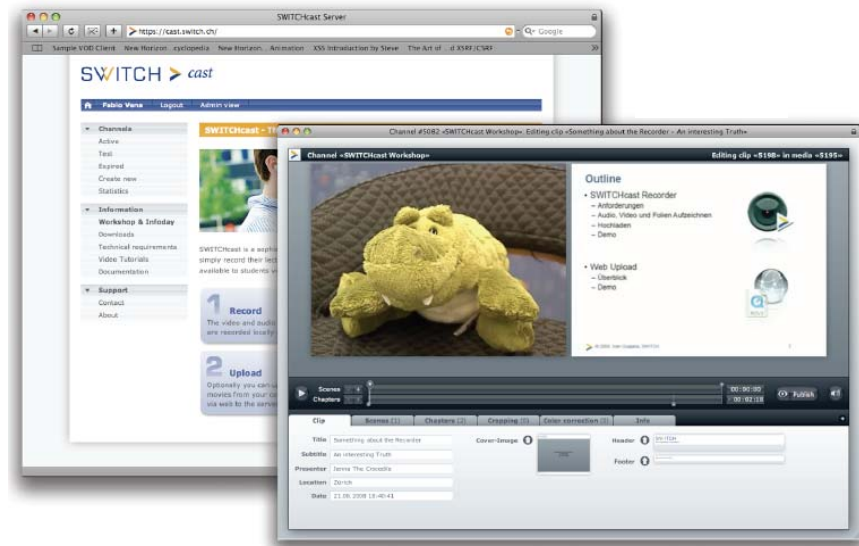 SWITCHcast Server
https://cast.switch.ch/
Google
Sample VOD Client New Horizon...cyclopedia New Horizon...Animation XSS Introduction by Steve The Art of ...d XSRF/CSRF
SWITCH > cast
Fabio Vena Logout Admin view
Channels
Active
Test
Expired
Create new
Statistics
Information
Workshop & Infoday
Downloads
Technical requirements
Video Tutorials
Documentation
Support
Contact
About
SWITCHcast - Th
SWITCHcast is a sophis
simply record their lect
available to students v
1 Record
The video and audio
are recorded locally
2 Upload
Optionally you can u
movies from your co
via web to the serve
Channel #5082 «SWITCHcast Workshop» Editing clip «Something about the Recorder - An interesting Truth»
Channel «SWITCHcast Workshop»
Editing clip «5198» in media «5195»
Outline
• SWITCHcast Recorder
– Anforderungen
– Audio, Video und Folien Aufzeichnen
– Hochladen
– Demo
• Web Upload
– Überblick
– Demo
Scenes
Chapters
00:00:00
00:02:18
Publish
Clip Scenes (1) Chapters (2) Cropping (0) Color correction (0) Info
Title Something about the Recorder
Subtitle An interesting Truth
Presenter Jenna The Crocodile
Location Zürich
Date 21.08.2008 18:40:41
Cover-Image
Header SWITCH
Footer